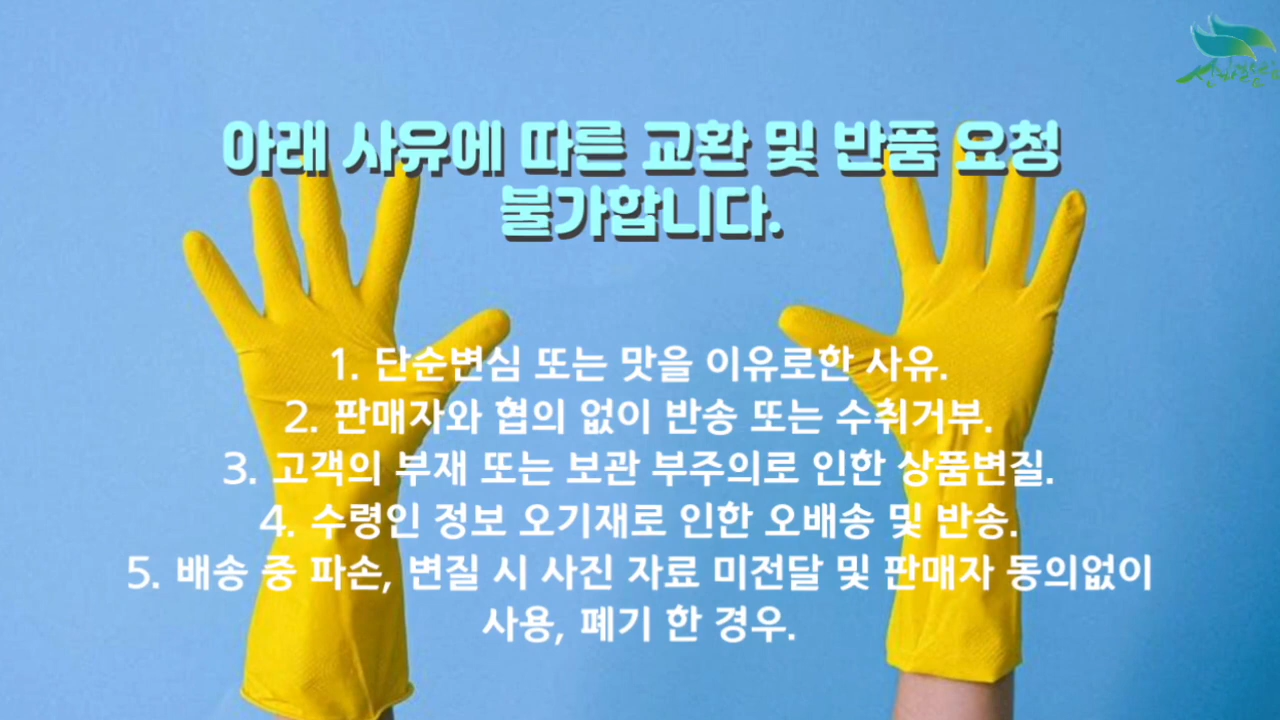 아래 사유에 따른 교환 및 반품 요청
불가합니다.
1. 단순변심 또는 맛을 이유로한 사유.
2. 판매자와 협의 없이 반송 또는 수취거부.
3. 고객의 부재 또는 보관 부주의로 인한 상품변질.
4. 수령인 정보 오기재로 인한 오배송 및 반송.
5. 배송 중 파손, 변질 시 사진 자료 미전달 및 판매자 동의없이
사용, 폐기 한 경우.